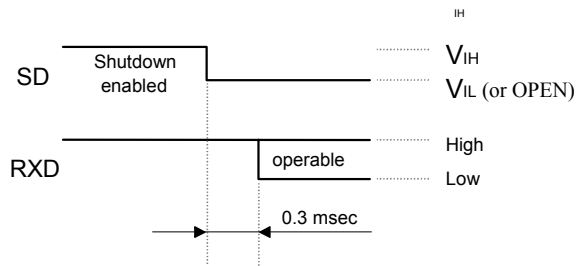 IH
VIH
SD
Shutdown
enabled
VIL (or OPEN)
RXD
High
operable
Low
0.3 msec